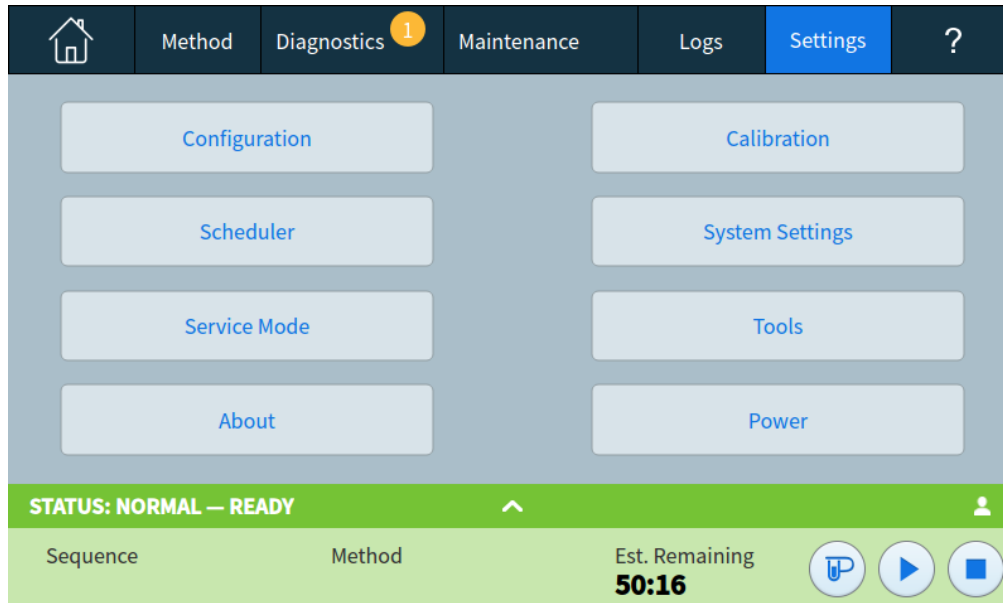 Method Diagnostics 1 Maintenance Logs Settings ?
Configuration Calibration
Scheduler System Settings
Service Mode Tools
About Power
STATUS: NORMAL — READY
Sequence Method Est. Remaining
50:16